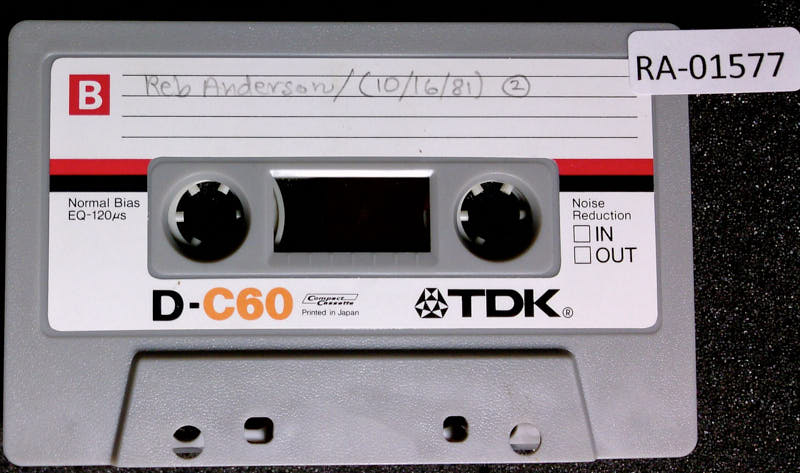 RA-01577
B Reb Anderson/(10/16/81) ②
Normal Bias
EQ-120µs
Noise
Reduction
IN
OUT
D-C60
Compact
Cassette
Printed in Japan
TDK®